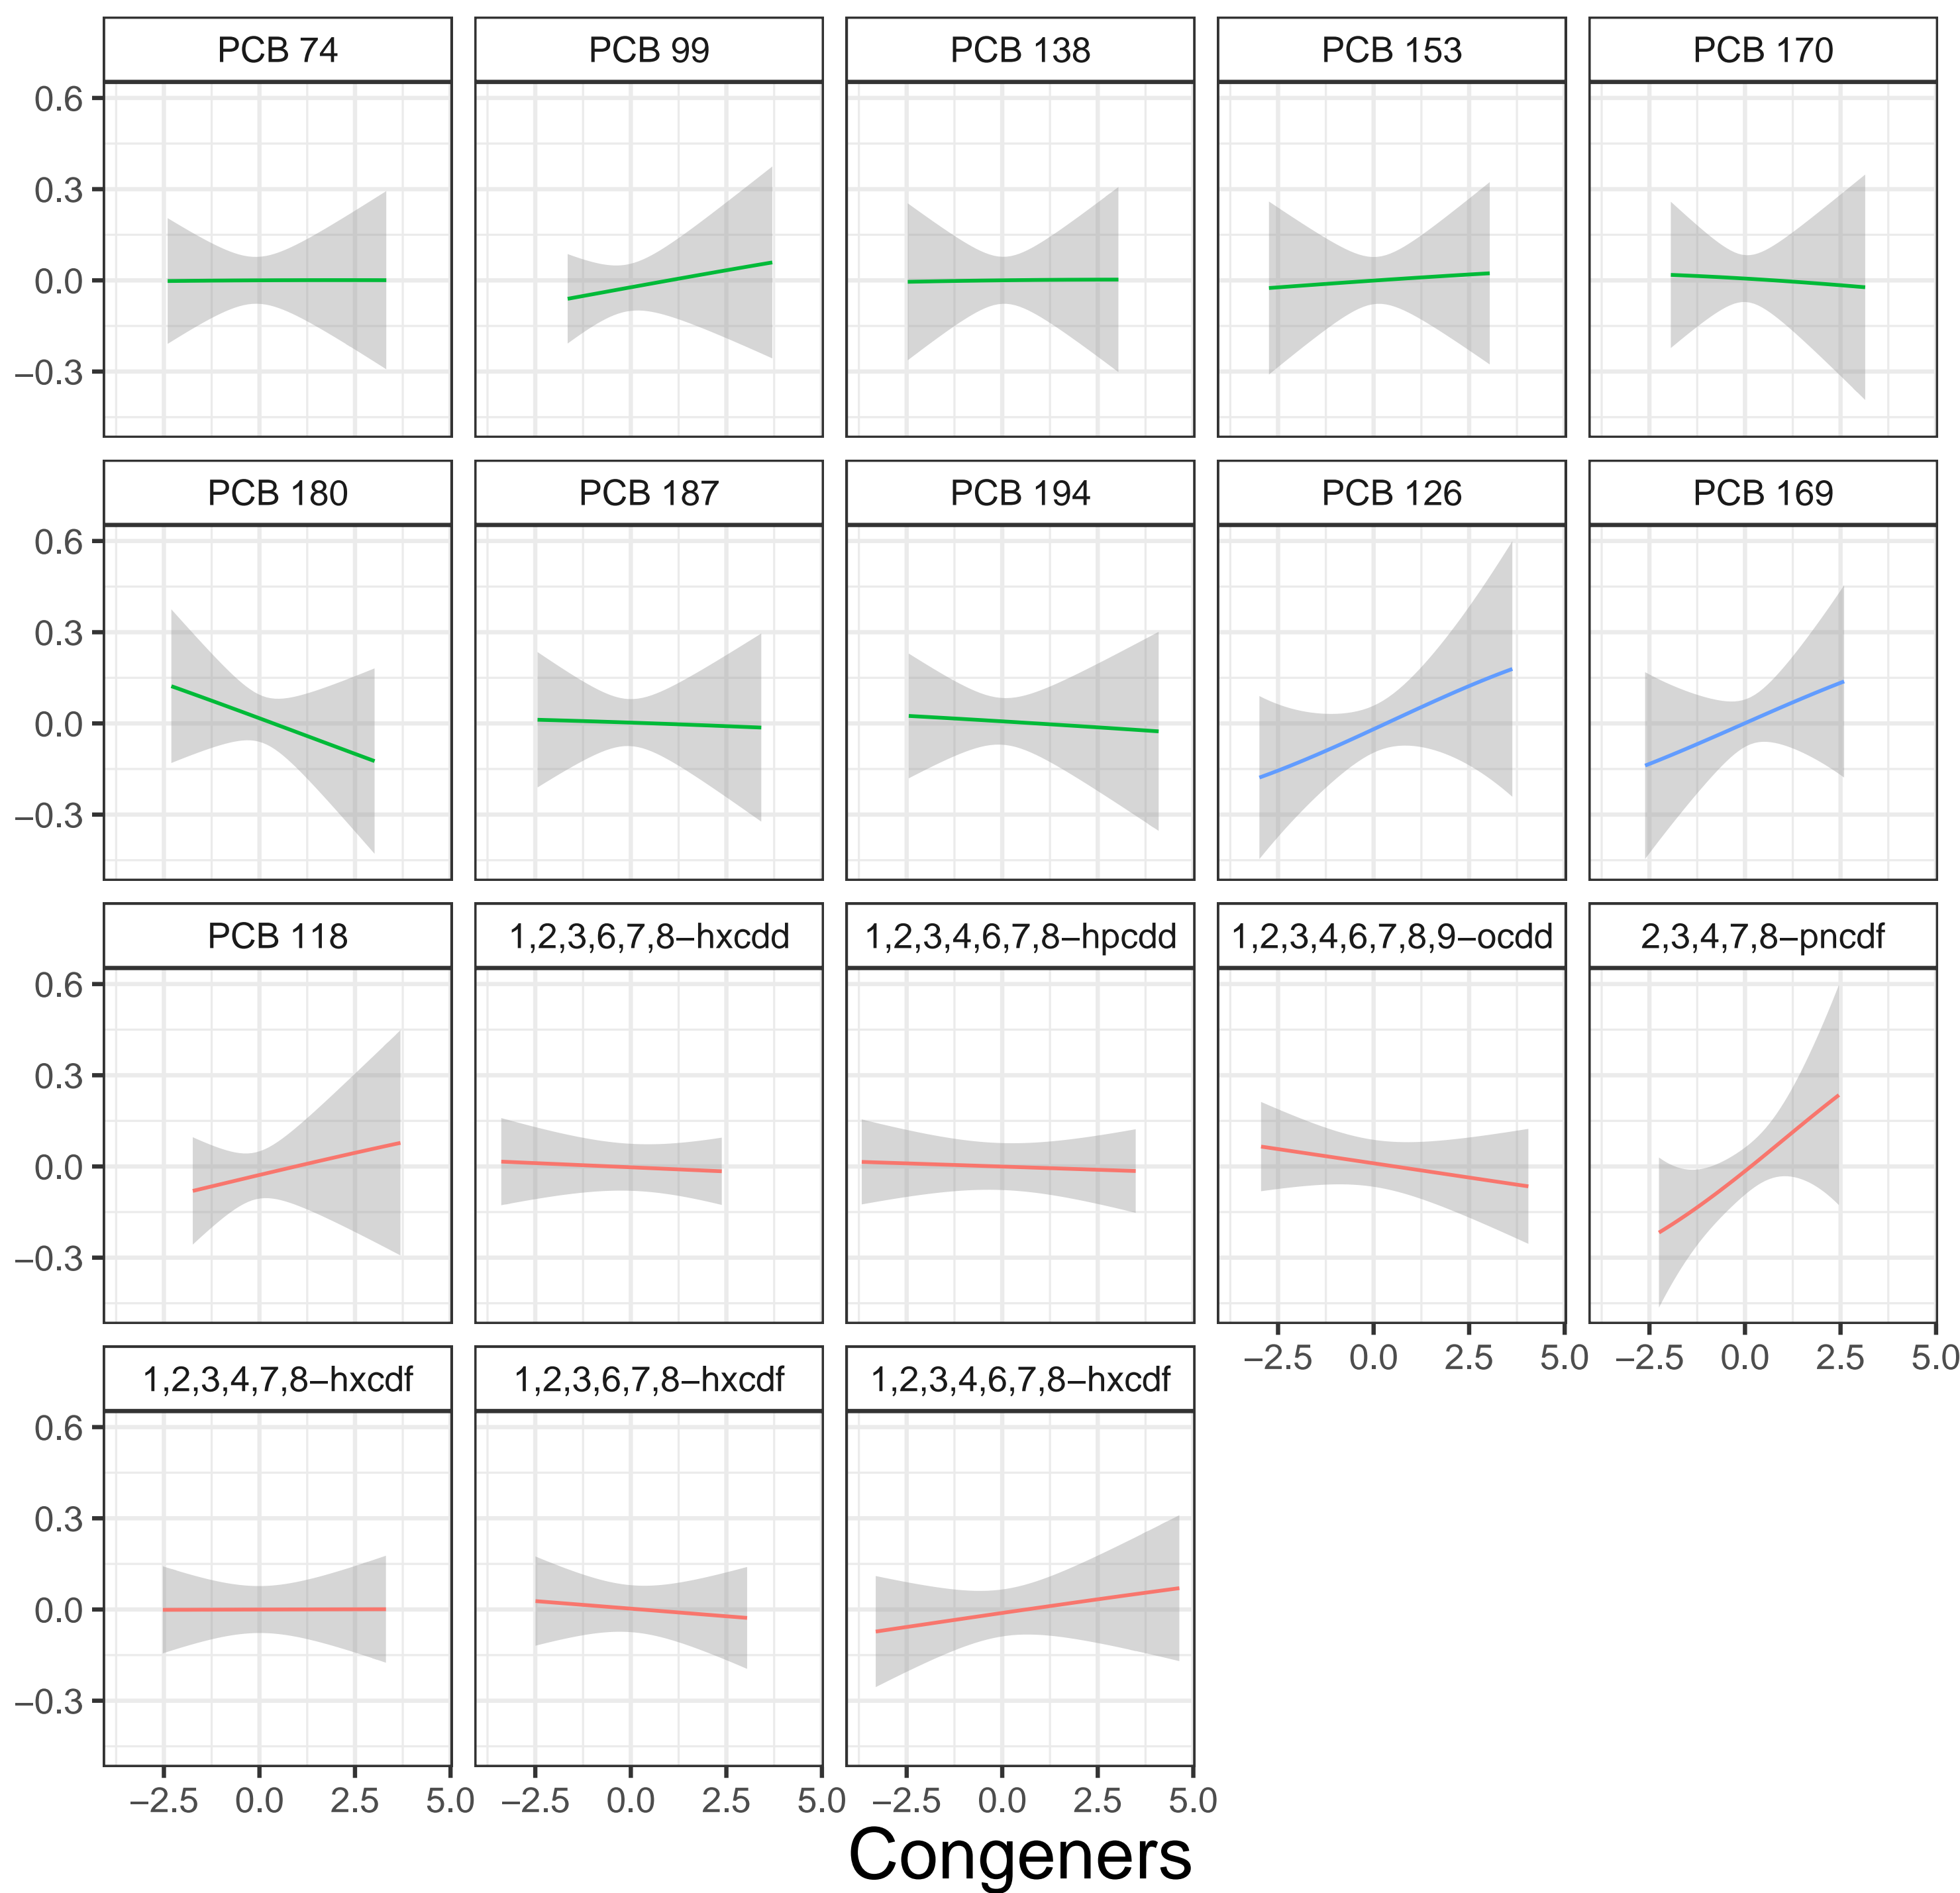 PCB 74 PCB 99 PCB 138 PCB 153 PCB 170
0.6
0.3
0.0
−0.3
PCB 180 PCB 187 PCB 194 PCB 126 PCB 169
0.6
0.3
0.0
−0.3
PCB 118 1,2,3,6,7,8−hxcdd 1,2,3,4,6,7,8−hpcdd 1,2,3,4,6,7,8,9−ocdd 2,3,4,7,8−pncdf
0.6
0.3
0.0
−0.3
−2.5 0.0 2.5 5.0 −2.5 0.0 2.5 5.0
1,2,3,4,7,8−hxcdf 1,2,3,6,7,8−hxcdf 1,2,3,4,6,7,8−hxcdf
0.6
0.3
0.0
−0.3
−2.5 0.0 2.5 5.0 −2.5 0.0 2.5 5.0 −2.5 0.0 2.5 5.0
Congeners